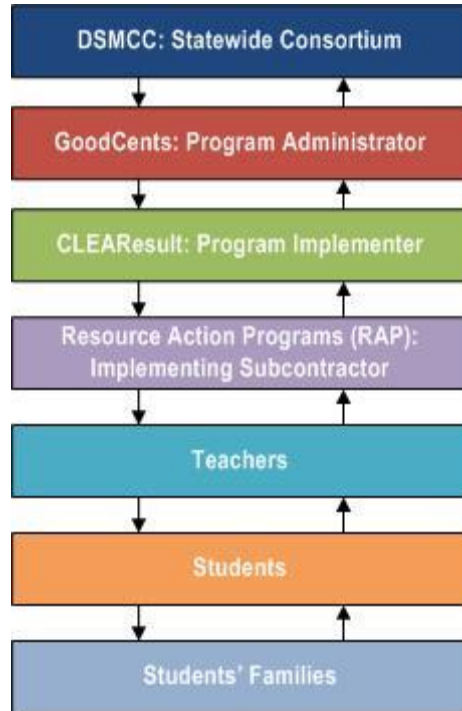 DSMCC: Statewide Consortium
GoodCents: Program Administrator
CLEAResult: Program Implementer
Resource Action Programs (RAP):
Implementing Subcontractor
Teachers
Students
Students' Families